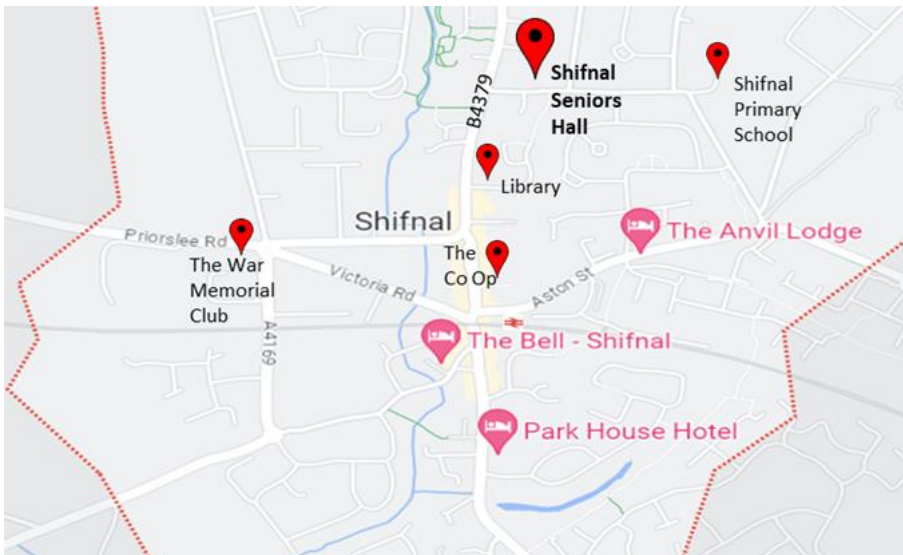 B4379
Shifnal
Seniors
Hall
Shifnal
Primary
School
Library
Shifnal
The Anvil Lodge
Priorslee Rd
The
Co Op
The War
Memorial
Club
Victoria Rd
Aston St
A4169
The Bell - Shifnal
Park House Hotel